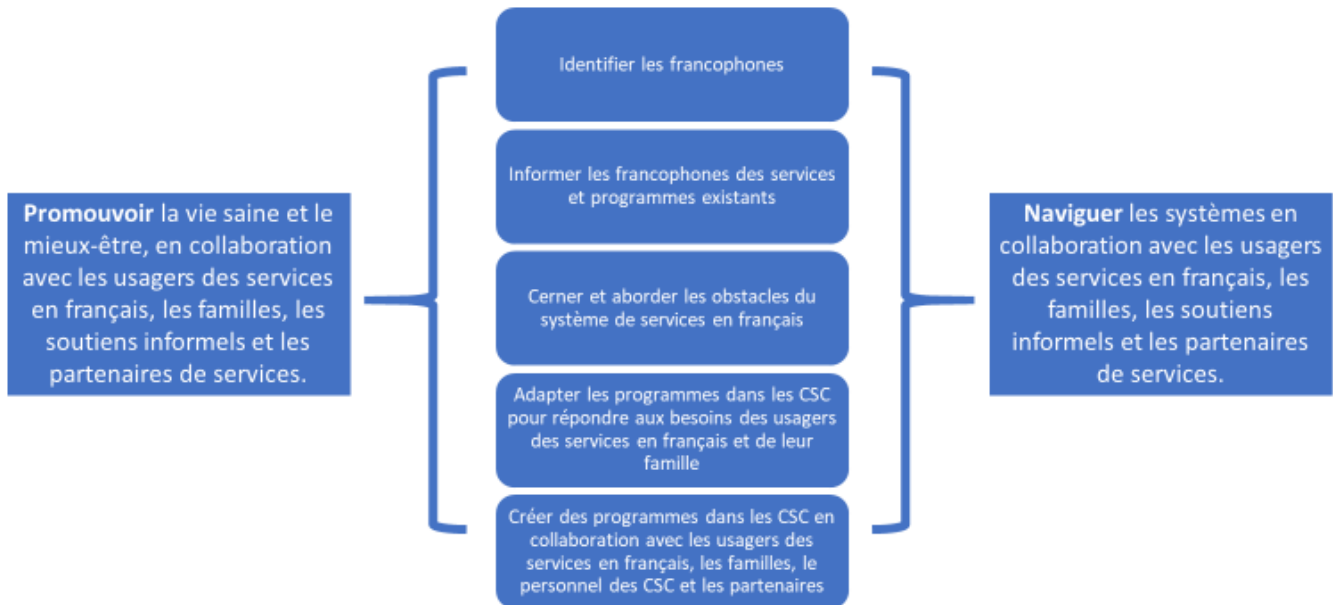 Promouvoir la vie saine et le
mieux-être, en collaboration
avec les usagers des services
en français, les familles, les
soutiens informels et les
partenaires de services.
Identifier les francophones
Informer les francophones des services
et programmes existants
Cerner et aborder les obstacles du
système de services en français
Adapter les programmes dans les CSC
pour répondre aux besoins des usagers
des services en français et de leur
famille
Créer des programmes dans les CSC en
collaboration avec les usagers des
services en français, les familles, le
personnel des CSC et les partenaires
Naviguer les systèmes en
collaboration avec les usagers
des services en français, les
familles, les soutiens
informels et les partenaires
de services.